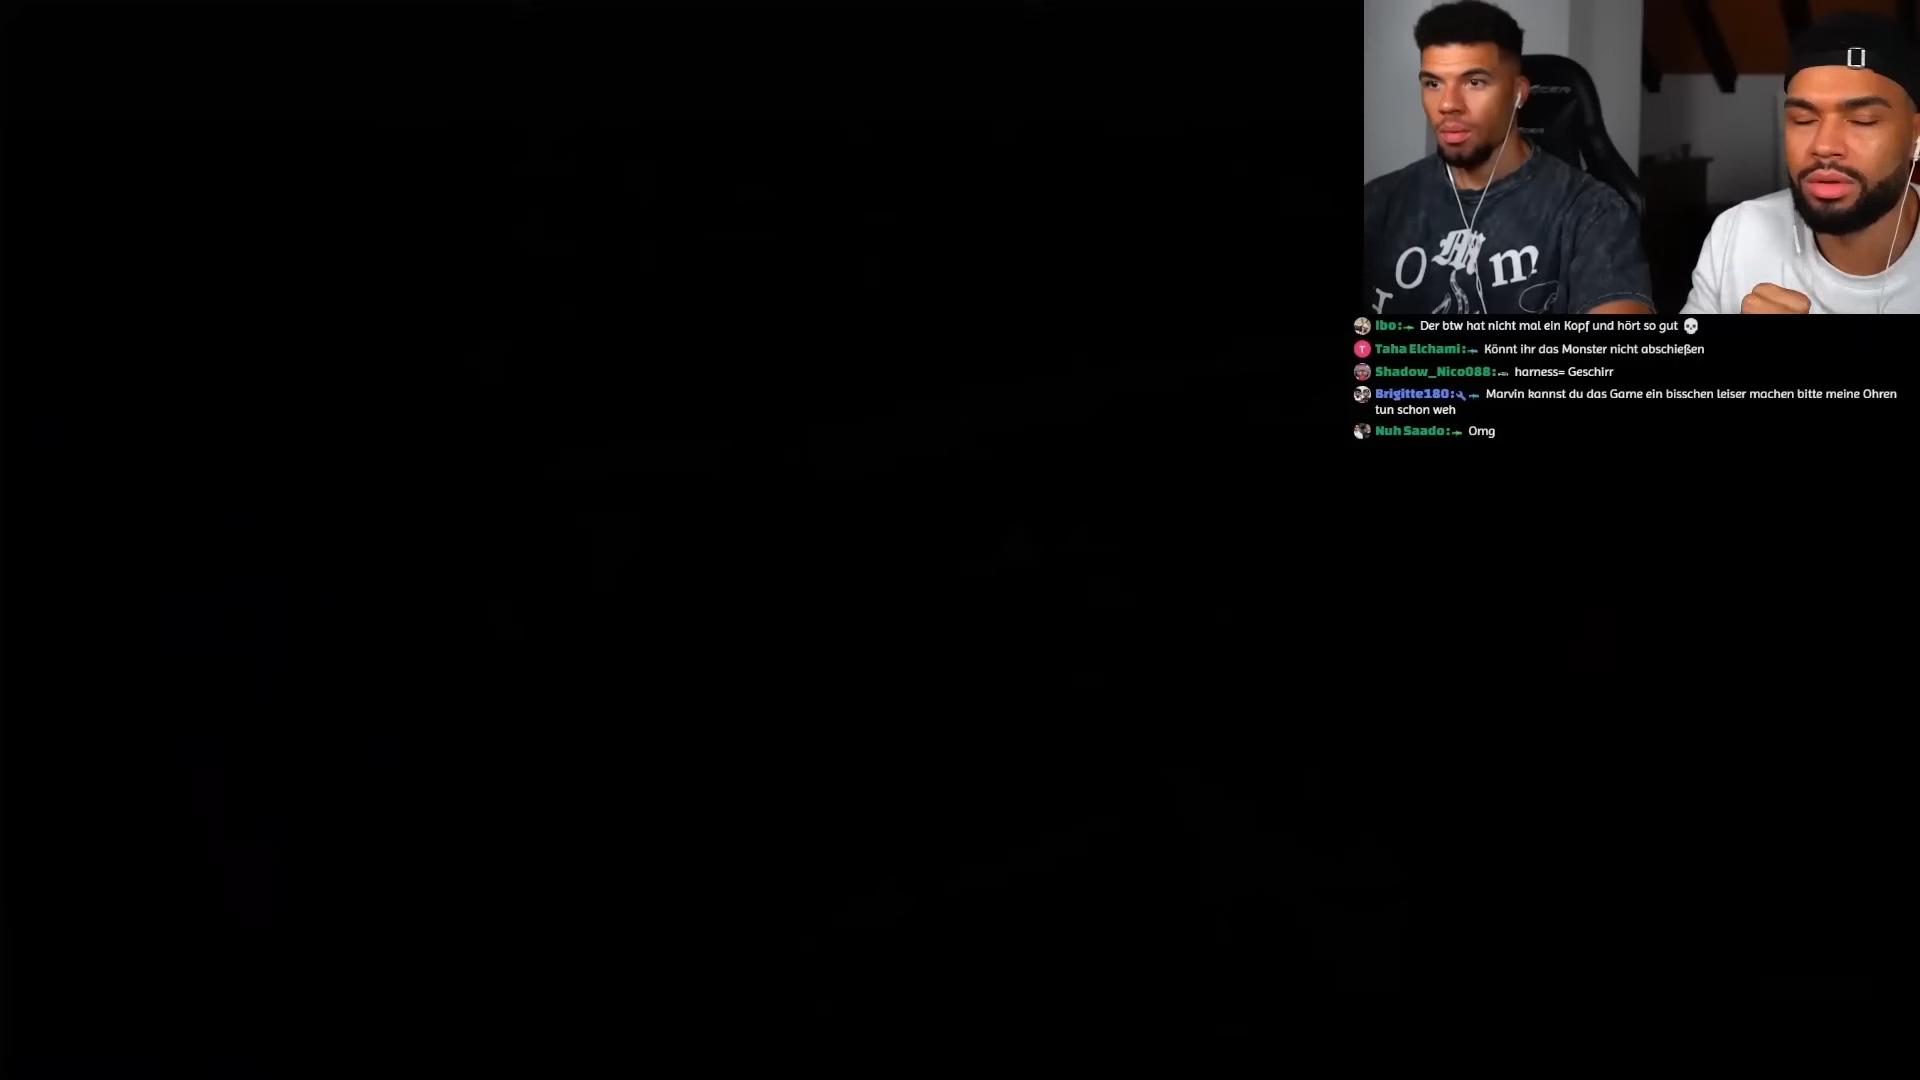 O m
Ibo: Der btw hat nicht mal ein Kopf und hört so gut 💀
Taha Elchami: Könnt ihr das Monster nicht abschießen
Shadow_Nico088: harness= Geschirr
Brigitte180: Marvin kannst du das Game ein bisschen leiser machen bitte meine Ohren
tun schon weh
Nuh Saado: Omg